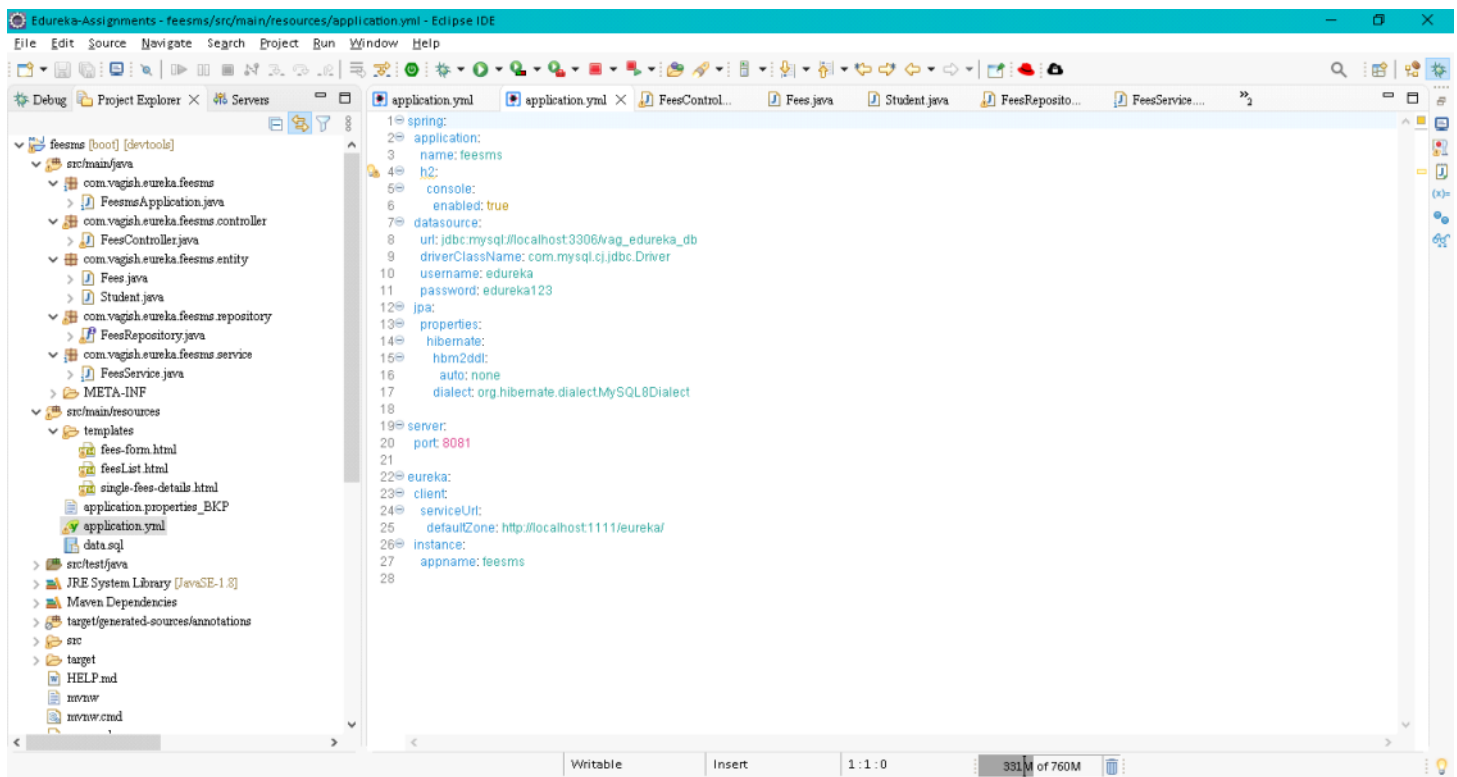 Edureka-Assignments - feesms/src/main/resources/application.yml - Eclipse IDE
File Edit Source Navigate Search Project Run Window Help
Debug Project Explorer Servers
application.yml application.yml FeesControl... Fees.java Student.java FeesReposito... FeesService.... »2
feesms [boot] [devtools]
src/main/java
com.vagish.eureka.feesms
FeesmsApplication.java
com.vagish.eureka.feesms.controller
FeesController.java
com.vagish.eureka.feesms.entity
Fees.java
Student.java
com.vagish.eureka.feesms.repository
FeesRepository.java
com.vagish.eureka.feesms.service
FeesService.java
META-INF
src/main/resources
templates
fees-form.html
feesList.html
single-fees-details.html
application.properties_BKP
application.yml
data.sql
src/test/java
JRE System Library [JavaSE-1.8]
Maven Dependencies
target/generated-sources/annotations
src
target
HELP.md
mvnw
mvnw.cmd
1 spring:
2 application:
3 name: feesms
4 h2:
5 console:
6 enabled: true
7 datasource:
8 url: jdbc:mysql://localhost:3306/vag_edureka_db
9 driverClassName: com.mysql.cj.jdbc.Driver
10 username: edureka
11 password: edureka123
12 jpa:
13 properties:
14 hibernate:
15 hbm2ddl:
16 auto: none
17 dialect: org.hibernate.dialect.MySQL8Dialect
18
19 server:
20 port: 8081
21
22 eureka:
23 client:
24 serviceUrl:
25 defaultZone: http://localhost:1111/eureka/
26 instance:
27 appname: feesms
28
(x)=
Writable Insert 1:1:0 331M of 760M